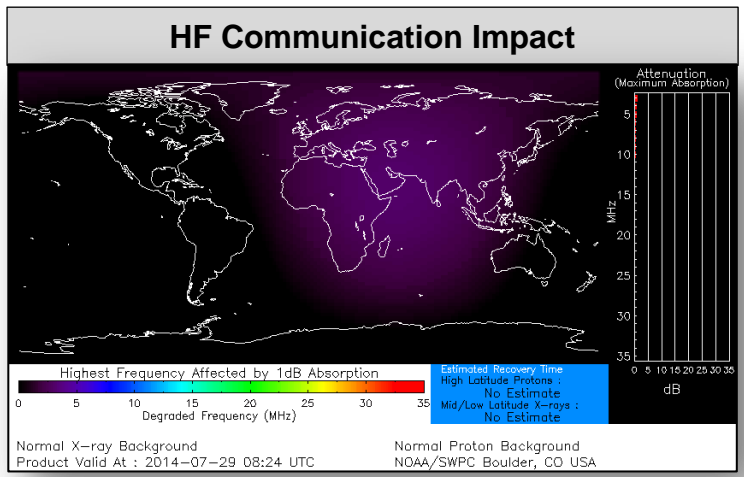 HF Communication Impact
Attenuation
(Maximum Absorption)
5
10
15
MHz
20
25
30
35
0 5 10 15 20 25 30 35
dB
Highest Frequency Affected by 1dB Absorption
0 5 10 15 20 25 30 35
Degraded Frequency (MHz)
Estimated Recovery Time
High Latitude Protons :
No Estimate
Mid/Low Latitude X-rays :
No Estimate
Normal X-ray Background
Product Valid At : 2014-07-29 08:24 UTC
Normal Proton Background
NOAA/SWPC Boulder, CO USA